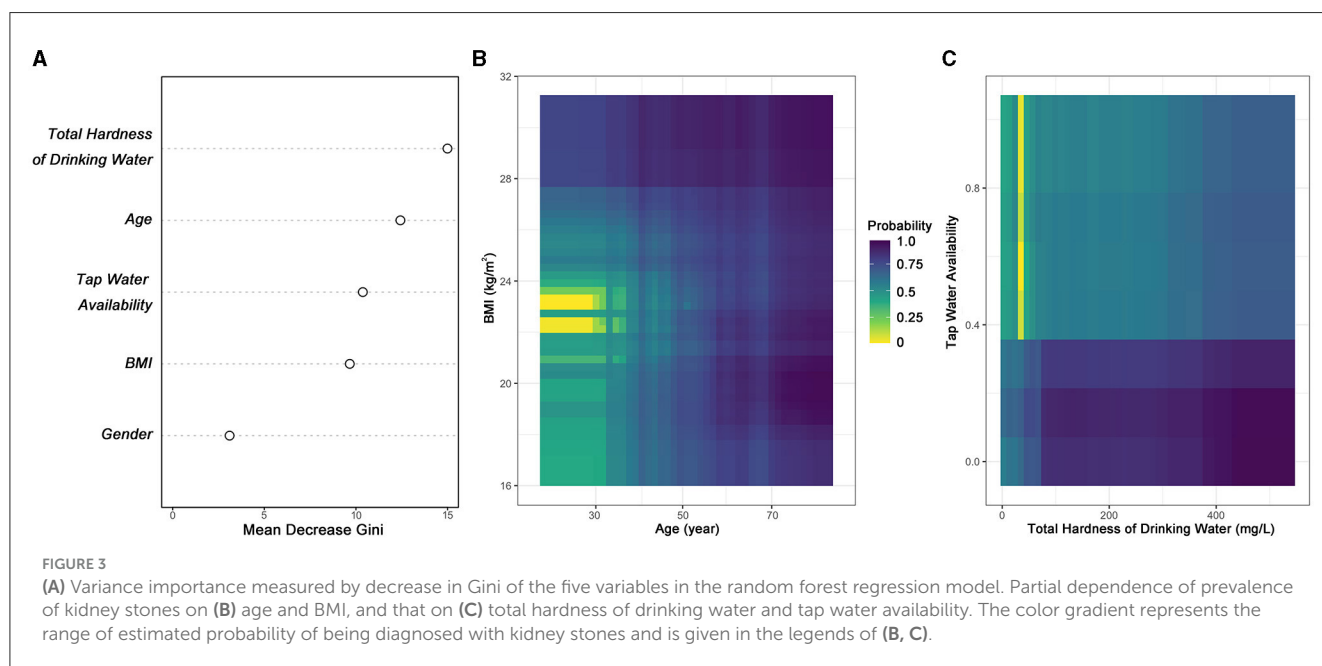 A
Total Hardness
of Drinking Water
Age
Tap Water
Availability
BMI
Gender
0 5 10 15
Mean Decrease Gini
B
32
28
24
20
16
BMI (kg/m²)
30 50 70
Age (year)
Probability
1.0
0.75
0.5
0.25
0
C
0.8
0.4
0.0
Tap Water Availability
0 200 400
Total Hardness of Drinking Water (mg/L)
FIGURE 3
(A) Variance importance measured by decrease in Gini of the five variables in the random forest regression model. Partial dependence of prevalence
of kidney stones on (B) age and BMI, and that on (C) total hardness of drinking water and tap water availability. The color gradient represents the
range of estimated probability of being diagnosed with kidney stones and is given in the legends of (B, C).